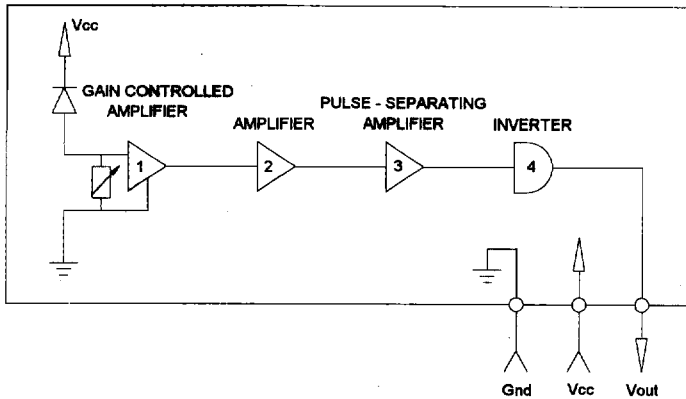 Vcc
GAIN CONTROLLED
AMPLIFIER
AMPLIFIER
PULSE - SEPARATING
AMPLIFIER
INVERTER
1
2
3
4
Gnd
Vcc
Vout